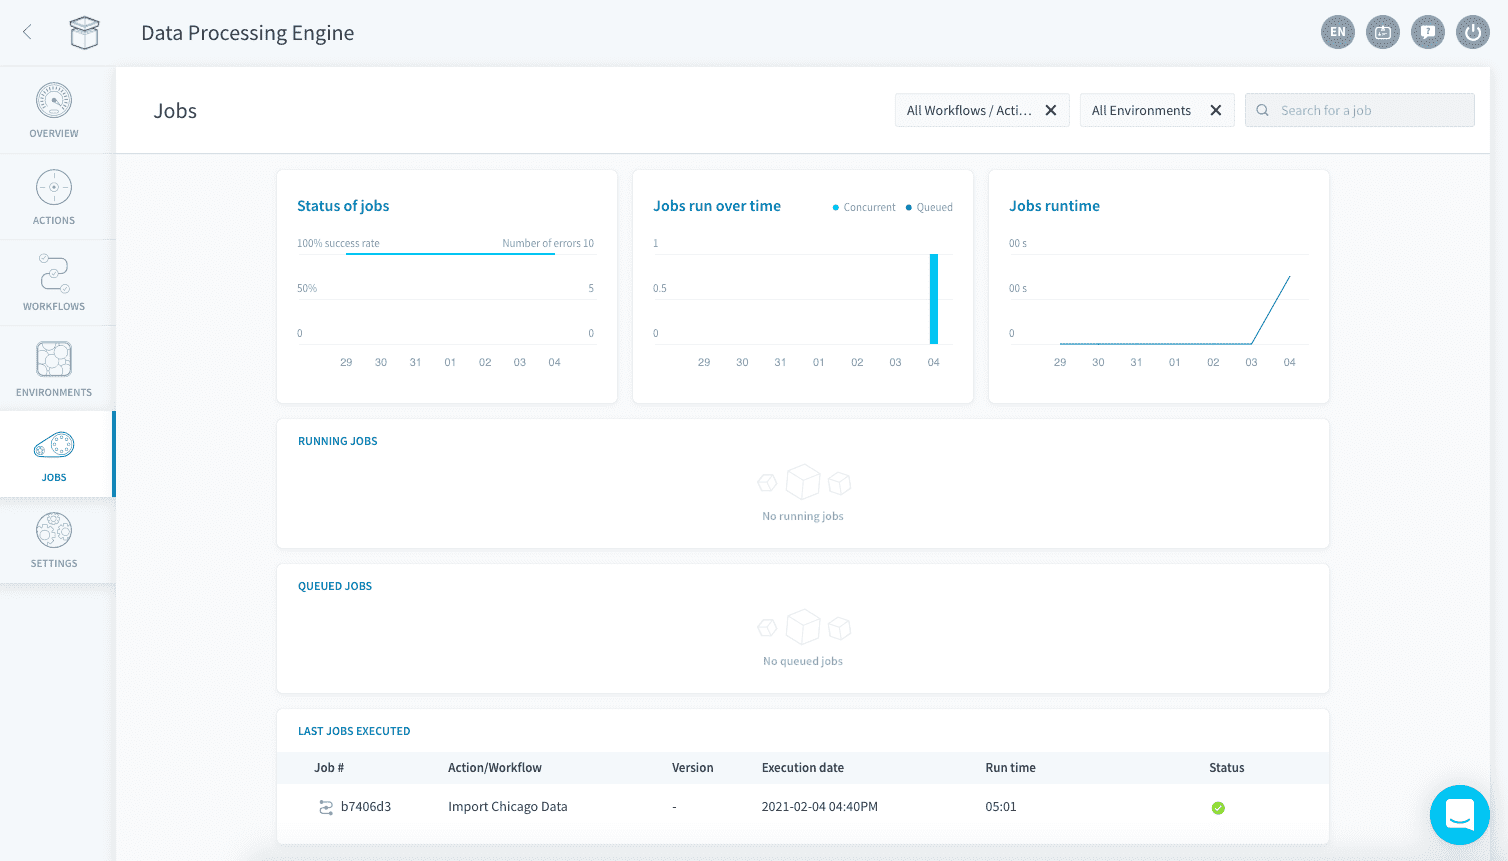 Data Processing Engine
EN
OVERVIEW
ACTIONS
WORKFLOWS
ENVIRONMENTS
JOBS
SETTINGS
Jobs
All Workflows / Acti...
All Environments
Search for a job
Status of jobs
100% success rate
Number of errors 10
50%
5
0
0
29 30 31 01 02 03 04
Jobs run over time
Concurrent
Queued
1
0.5
0
29 30 31 01 02 03 04
Jobs runtime
00 s
00 s
0
29 30 31 01 02 03 04
RUNNING JOBS
No running jobs
QUEUED JOBS
No queued jobs
LAST JOBS EXECUTED
Job # Action/Workflow Version Execution date Run time Status
b7406d3 Import Chicago Data - 2021-02-04 04:40PM 05:01